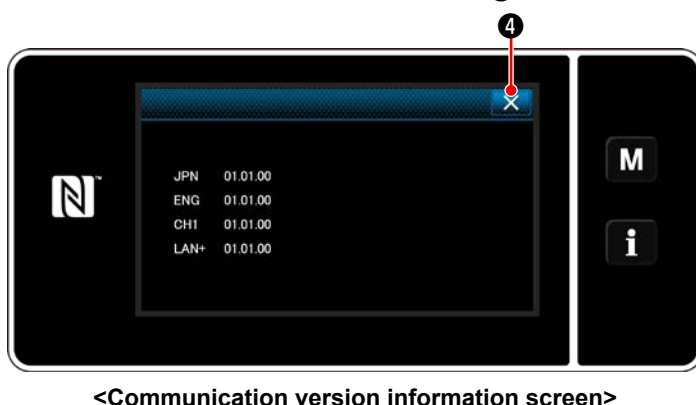 4
JPN 01.01.00
ENG 01.01.00
CH1 01.01.00
LAN+ 01.01.00
M
i
<Communication version information screen>